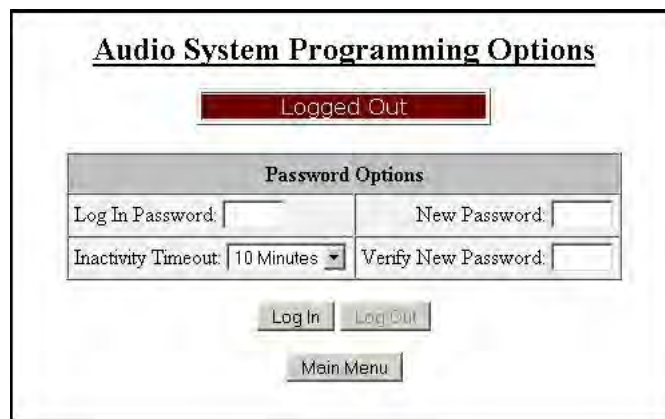 Audio System Programming Options
Logged Out
Password Options
Log In Password: New Password:
Inactivity Timeout: 10 Minutes Verify New Password:
Log In Log Out
Main Menu